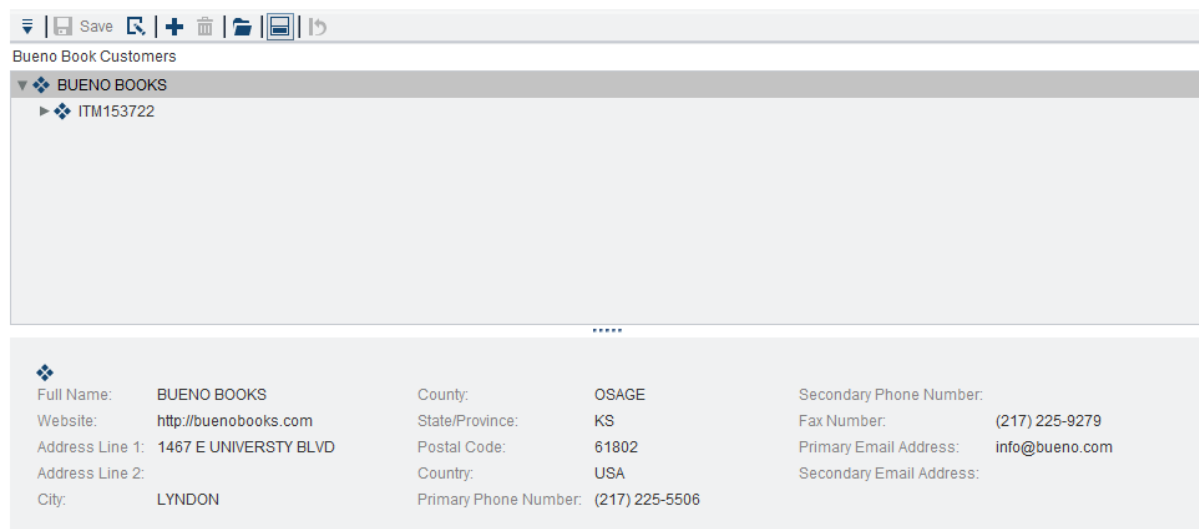 Save
Bueno Book Customers
BUENO BOOKS
ITM153722
Full Name: BUENO BOOKS
Website: http://buenobooks.com
Address Line 1: 1467 E UNIVERSTY BLVD
Address Line 2:
City: LYNDON
County: OSAGE
State/Province: KS
Postal Code: 61802
Country: USA
Primary Phone Number: (217) 225-5506
Secondary Phone Number:
Fax Number: (217) 225-9279
Primary Email Address: info@bueno.com
Secondary Email Address: